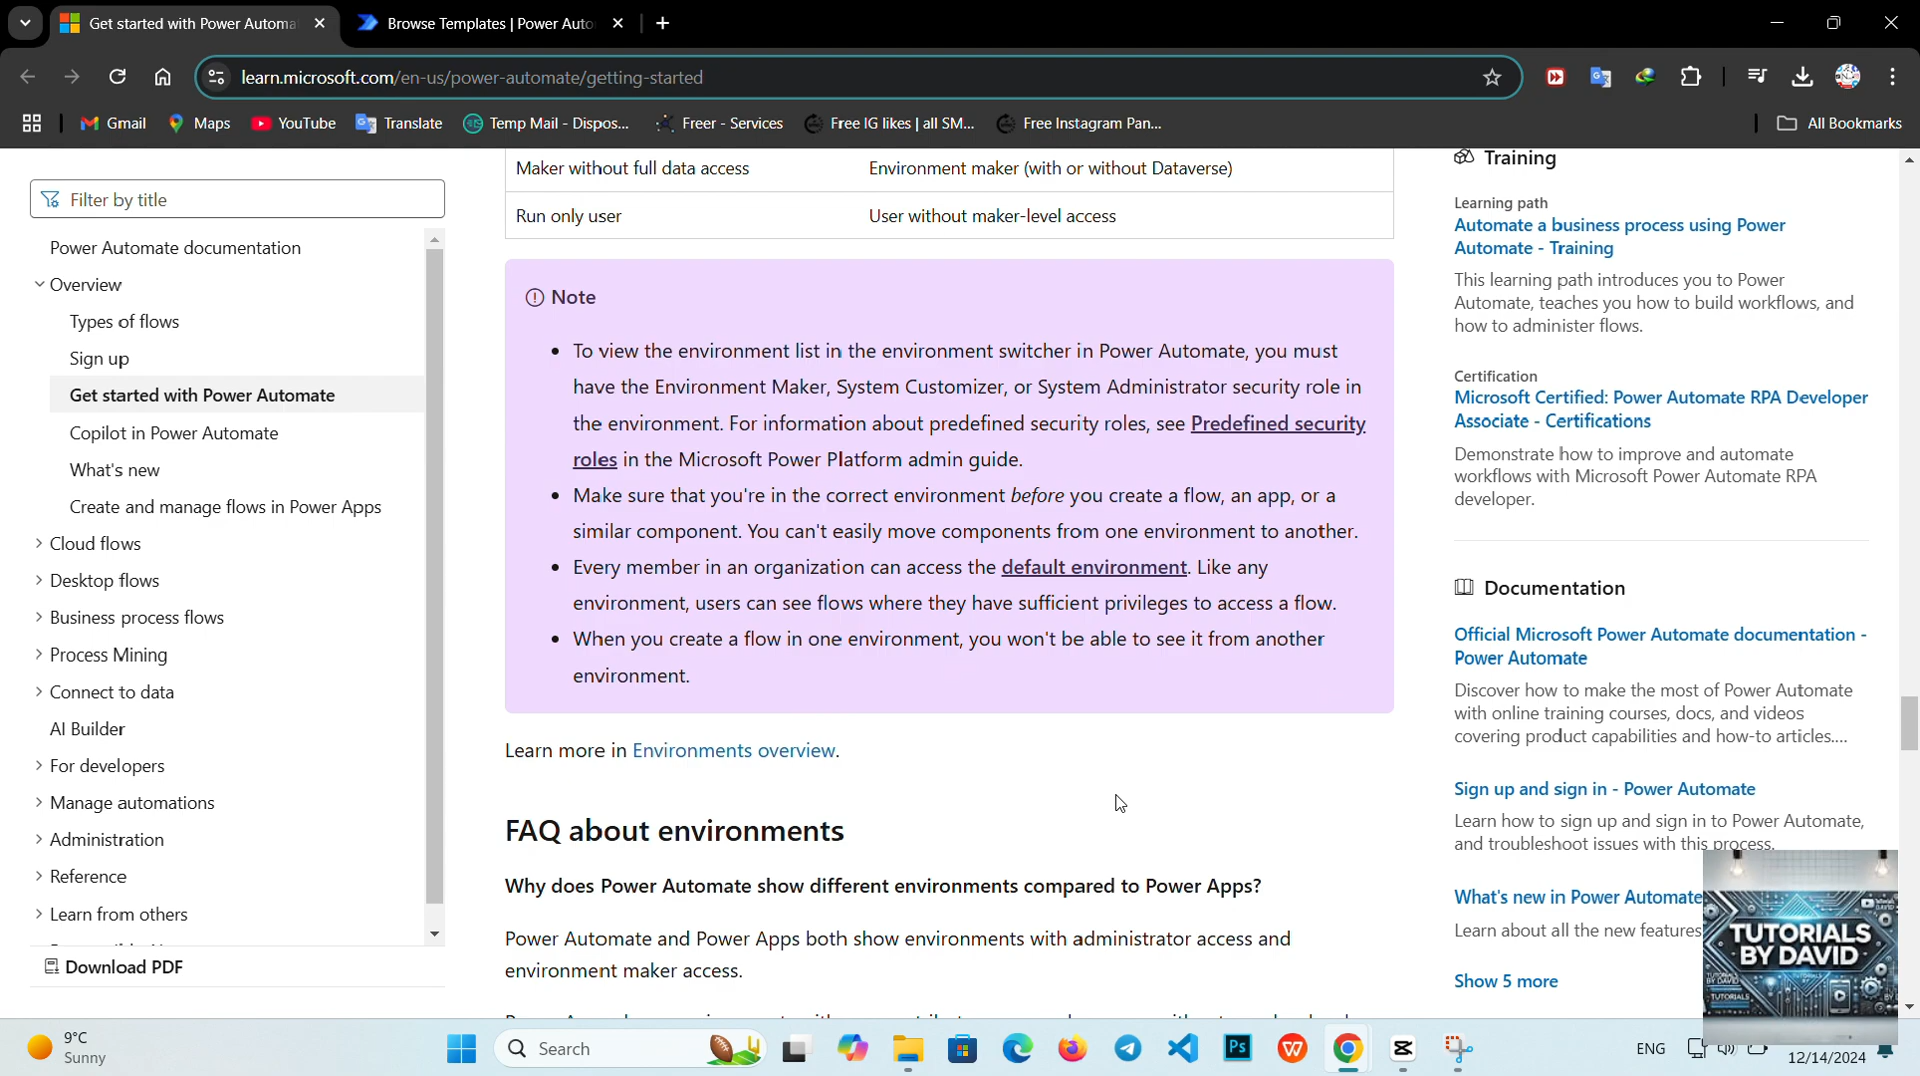 Get started with Power Automa
Browse Templates | Power Auto
learn.microsoft.com/en-us/power-automate/getting-started
Gmail
Maps
YouTube
Translate
Temp Mail - Dispos...
Freer - Services
Free IG likes | all SM...
Free Instagram Pan...
All Bookmarks
Filter by title
Power Automate documentation
Overview
Types of flows
Sign up
Get started with Power Automate
Copilot in Power Automate
What's new
Create and manage flows in Power Apps
Cloud flows
Desktop flows
Business process flows
Process Mining
Connect to data
AI Builder
For developers
Manage automations
Administration
Reference
Learn from others
Download PDF
Maker without full data access Environment maker (with or without Dataverse)
Run only user User without maker-level access
Note
• To view the environment list in the environment switcher in Power Automate, you must
have the Environment Maker, System Customizer, or System Administrator security role in
the environment. For information about predefined security roles, see Predefined security
roles in the Microsoft Power Platform admin guide.
• Make sure that you're in the correct environment before you create a flow, an app, or a
similar component. You can't easily move components from one environment to another.
• Every member in an organization can access the default environment. Like any
environment, users can see flows where they have sufficient privileges to access a flow.
• When you create a flow in one environment, you won't be able to see it from another
environment.
Learn more in Environments overview.
FAQ about environments
Why does Power Automate show different environments compared to Power Apps?
Power Automate and Power Apps both show environments with administrator access and
environment maker access.
Training
Learning path
Automate a business process using Power
Automate - Training
This learning path introduces you to Power
Automate, teaches you how to build workflows, and
how to administer flows.
Certification
Microsoft Certified: Power Automate RPA Developer
Associate - Certifications
Demonstrate how to improve and automate
workflows with Microsoft Power Automate RPA
developer.
Documentation
Official Microsoft Power Automate documentation -
Power Automate
Discover how to make the most of Power Automate
with online training courses, docs, and videos
covering product capabilities and how-to articles....
Sign up and sign in - Power Automate
Learn how to sign up and sign in to Power Automate,
and troubleshoot issues with this process.
What's new in Power Automate
Learn about all the new features
Show 5 more
TUTORIALS
BY DAVID
9°C
Sunny
Search
Ps
ENG
12/14/2024